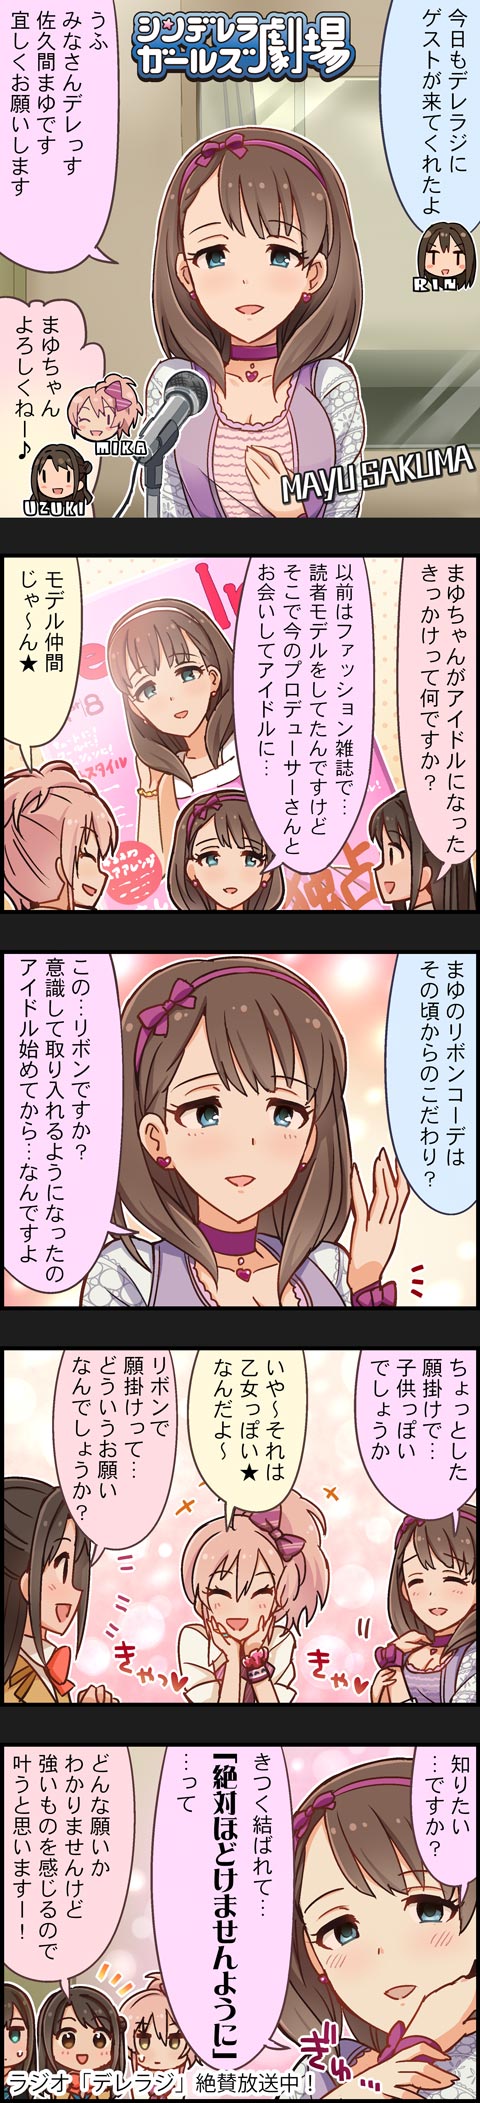 シンデレラ
ガールズ劇場
今日もデレラジに
ゲストが来てくれたよ
RIN
うふ
みなさんデレっす
佐久間まゆです
宜しくお願いします
まゆちゃん
よろしくねー♪
MIKA
UZUKI
MAYU SAKUMA
まゆちゃんがアイドルになった
きっかけって何ですか?
以前はファッション雑誌で…
読者モデルをしてたんですけど
そこで今のプロデューサーさんと
お会いしてアイドルに…
モデル仲間
じゃ～ん★
スタイル
独占
まゆのリボンコーデは
その頃からのこだわり?
この…リボンですか?
意識して取り入れるようになったの
アイドル始めてから…なんですよ
ちょっとした
願掛けで…
子供っぽい
でしょうか
いや～それは
乙女っぽい★
なんだよ～
リボンで
願掛けって…
どういうお願い
なんでしょうか?
きゃっ♥
きゃっ♥
知りたい
…ですか?
きつく結ばれて…
『絶対ほどけませんように』
…って
ぎゅっ…
どんな願いか
わかりませんけど
強いものを感じるので
叶うと思いますー!
ラジオ「デレラジ」絶賛放送中!